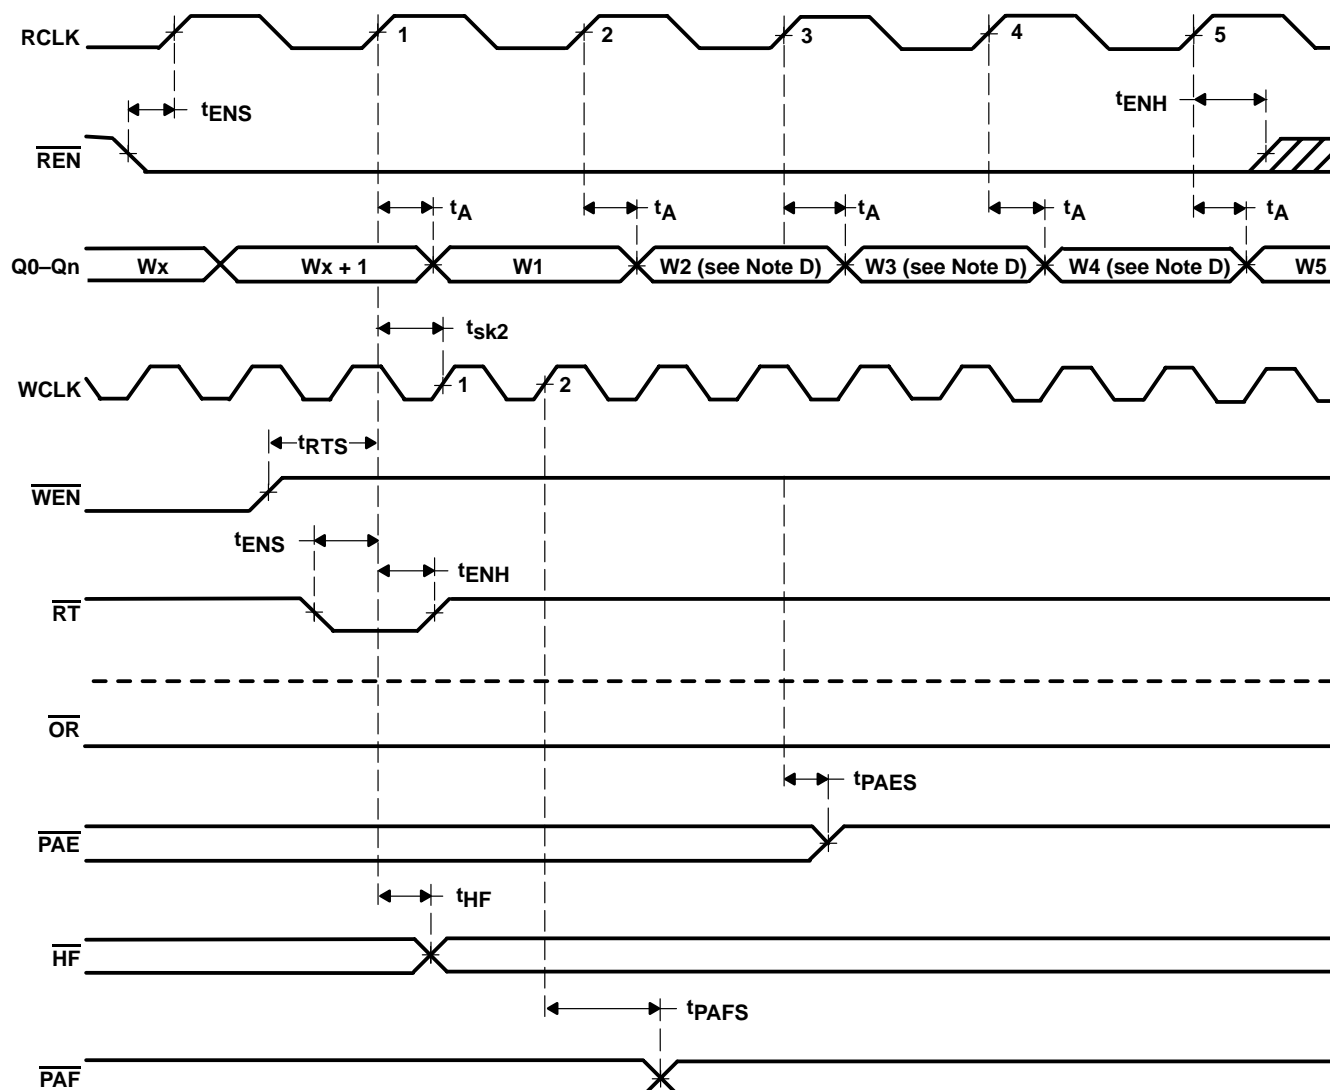 RCLK
1 2 3 4 5
tENS tENH
REN
tA tA tA tA tA
Q0–Qn Wx Wx + 1 W1 W2 (see Note D) W3 (see Note D) W4 (see Note D) W5
tsk2
WCLK 1 2
tRTS
WEN
tENS
tENH
RT
OR
tPAES
PAE
tHF
HF
tPAFS
PAF